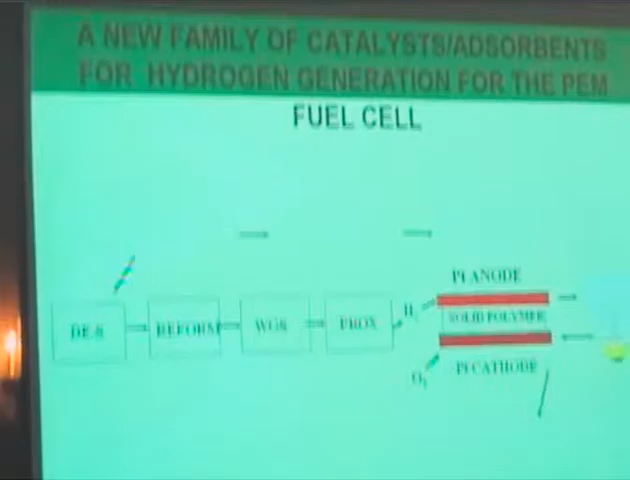 A NEW FAMILY OF CATALYSTS/ADSORBENTS
FOR HYDROGEN GENERATION FOR THE PEM
FUEL CELL
DE-S
REFORM
WGS
PROX
H₂
Pt ANODE
SOLID POLYMER
O₂
Pt CATHODE